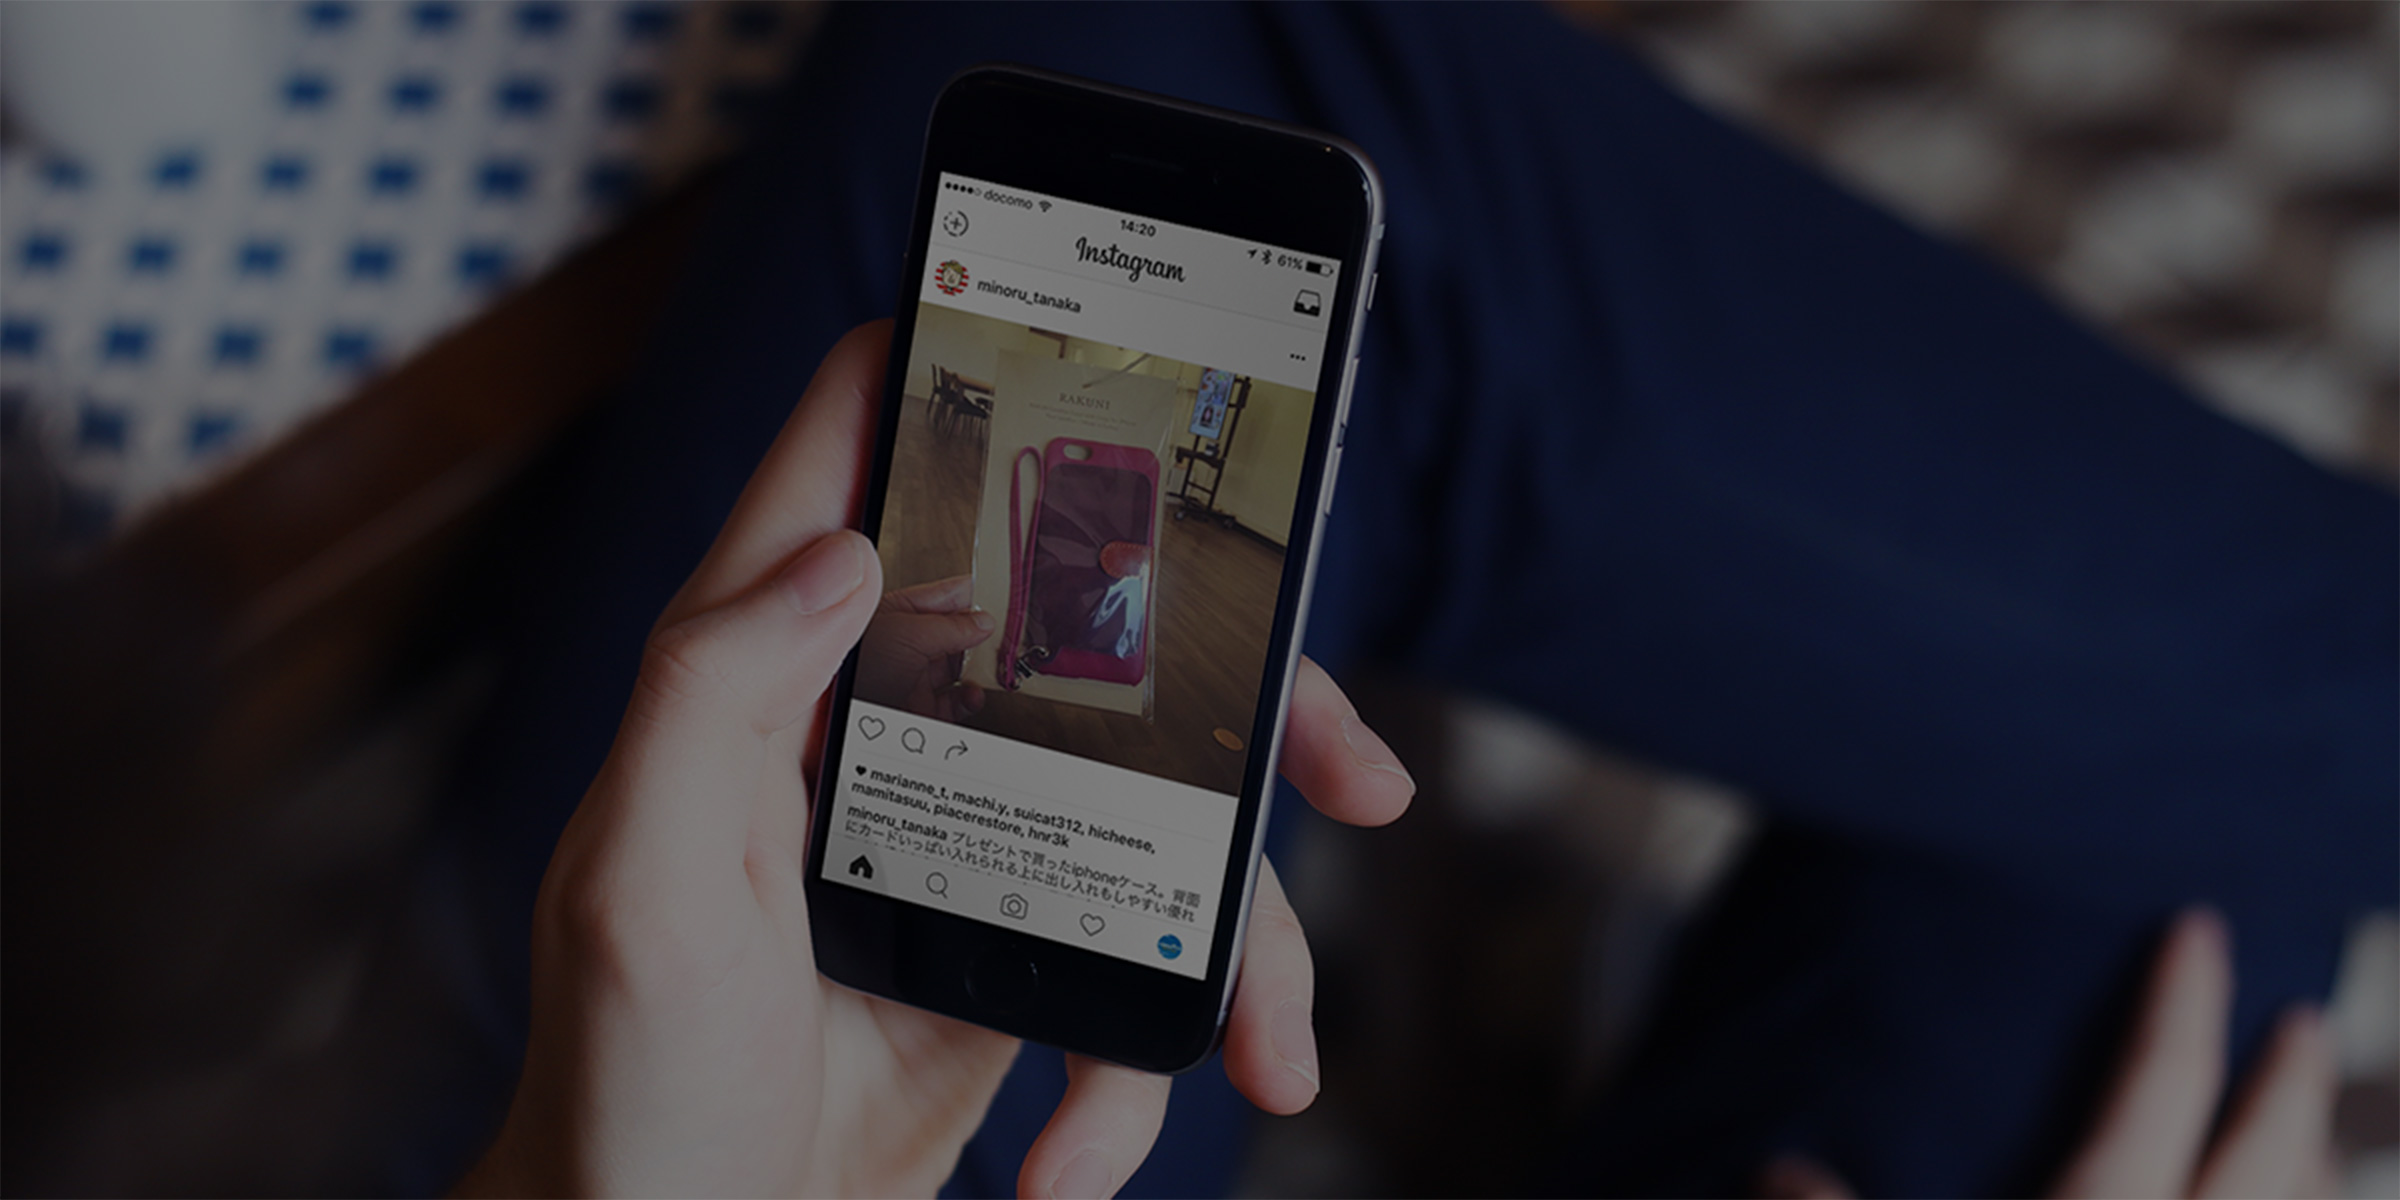 docomo
14:20
61%
Instagram
minoru_tanaka
RAKUNI
marianne_t, machi.y, suicat312, hicheese,
mamitasuu, piacerestore, hnr3k
minoru_tanaka プレゼントで買ったiphoneケース。背面
にカードいっぱい入れられる上に出し入れもしやすい優れ